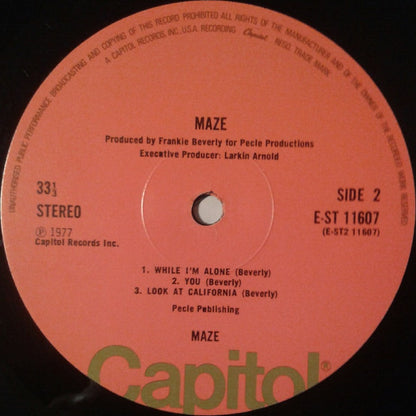 UNAUTHORISED PUBLIC PERFORMANCE BROADCASTING AND COPYING OF THIS RECORD PROHIBITED ALL RIGHTS OF THE MANUFACTURER AND OF THE OWNER OF THE RECORDED WORK RESERVED
A CAPITOL RECORDS, INC., U.S.A. RECORDING Capitol REGD. TRADE MARK
MAZE
Produced by Frankie Beverly for Pecle Productions
Executive Producer: Larkin Arnold
33⅓
STEREO
Ⓟ 1977
Capitol Records Inc.
SIDE 2
E-ST 11607
(E-ST2 11607)
1. WHILE I'M ALONE (Beverly)
2. YOU (Beverly)
3. LOOK AT CALIFORNIA (Beverly)
Pecle Publishing
MAZE
Capitol®